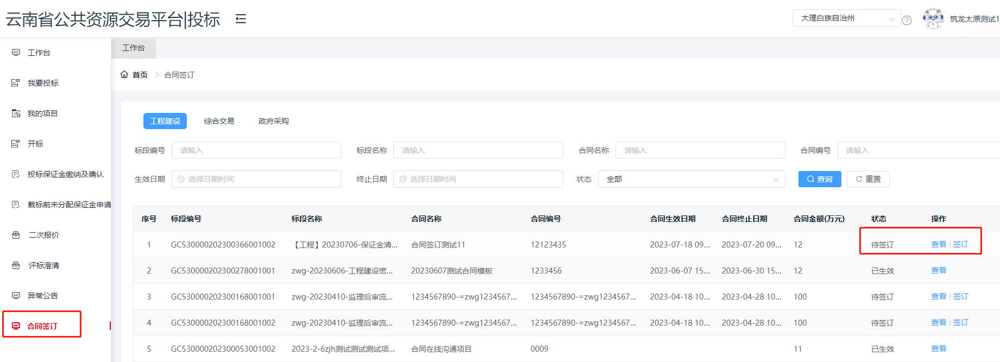 云南省公共资源交易平台|投标
大理白族自治州
筑龙太原测试1
工作台
我要投标
我的项目
开标
投标保证金缴纳及确认
截标前未分配保证金申请
二次报价
评标澄清
异常公告
合同签订
工作台
首页 > 合同签订
工程建设 综合交易 政府采购
标段编号 请输入 标段名称 请输入 合同名称 请输入 合同编号 请输入
生效日期 选择日期时间 终止日期 选择日期时间 状态 全部 查询 重置
序号 标段编号 标段名称 合同名称 合同编号 合同生效日期 合同终止日期 合同金额(万元) 状态 操作
1 GC530000202300366001002 【工程】20230706-保证金清... 合同签订测试11 12123435 2023-07-18 09... 2023-07-20 09... 12 待签订 查看 | 签订
2 GC530000202300278001001 zwg-20230606-工程建设密... 20230607测试合同模板 1233456 2023-06-07 15... 2023-06-30 15... 12 已生效 查看
3 GC530000202300168001001 zwg-20230410-监理后审流... 1234567890-=zwg1234567... 1234567890-=zwg1234567... 2023-04-18 10... 2023-04-28 10... 100 待签订 查看 | 签订
4 GC530000202300168001002 zwg-20230410-监理后审流... 1234567890-=zwg1234567... 1234567890-=zwg1234567... 2023-04-18 10... 2023-04-28 10... 100 待签订 查看 | 签订
5 GC530000202300053001002 2023-2-6zjh测试测试测试项... 合同在线沟通项目 0009 11 已生效 查看